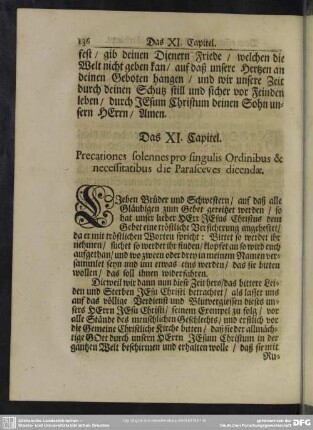 136 Das XI. Capitel.
fest / gib deinen Dienern Friede / welchen die
Welt nicht geben kan / auf daß unsere Hertzen an
deinen Geboten hangen / und wir unsere Zeit
durch deinen Schutz still und sicher vor Feinden
leben / durch JEsum Christum deinen Sohn un-
sern HErrn / Amen.
Das XI. Capitel.
Precationes solennes pro singulis Ordinibus &
necessitatibus die Parasceves dicendæ.
LIeben Brüder und Schwestern / auf daß alle
Gläubigen zum Gebet gereitzet werden / so
hat unser lieber HErr JEsus Christus dem
Gebet eine tröstliche Versicherung angehefftet /
da er mit tröstlichen Worten spricht: Bittet so werdet ihr
nehmen / suchet so werdet ihr finden / klopffet an so wird euch
aufgethan / und wo zween oder drey in meinem Namen ver-
sammlet seyn und um etwas eins werden / das sie bitten
wollen / das soll ihnen widerfahren.
Dieweil wir dann nun diese Zeit hero / das bittere Lei-
den und Sterben JEsu Christi betrachtet / als lasset uns
auf das völlige Verdienst und Blutvergiessen dieses un-
sers HErrn JEsu Christi / seinem Exempel zu folg / vor
alle Stände des menschlichen Geschlechtes / und erstlich vor
die Gemeine Christliche Kirche bitten / daß sie der allmäch-
tige GOtt durch unsern HErrn JEsum Christum in der
gantzen Welt beschirmen und erhalten wolle / daß sie mit
Ru-